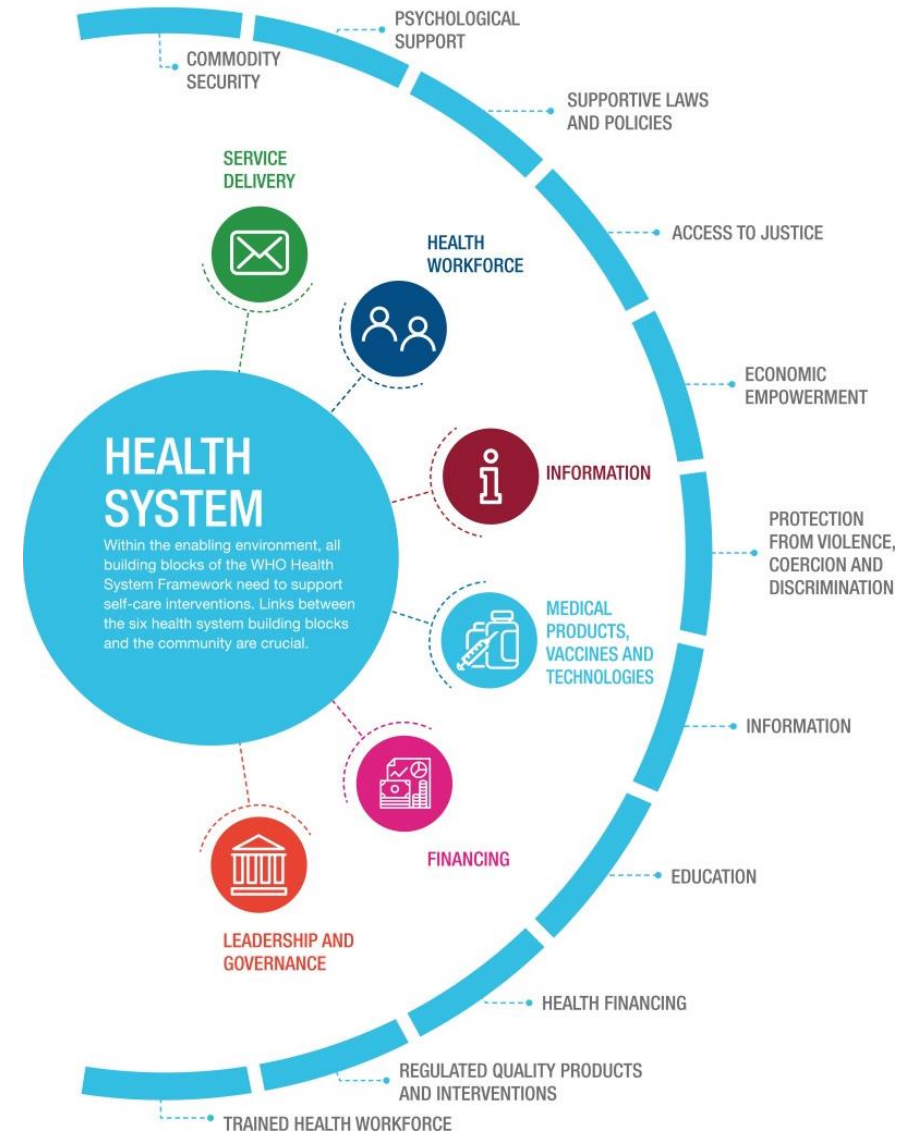 PSYCHOLOGICAL
SUPPORT
COMMODITY
SECURITY
SUPPORTIVE LAWS
AND POLICIES
SERVICE
DELIVERY
ACCESS TO JUSTICE
HEALTH
WORKFORCE
ECONOMIC
EMPOWERMENT
HEALTH
SYSTEM
Within the enabling environment, all
building blocks of the WHO Health
System Framework need to support
self-care interventions. Links between
the six health system building blocks
and the community are crucial.
INFORMATION
PROTECTION
FROM VIOLENCE,
COERCION AND
DISCRIMINATION
MEDICAL
PRODUCTS,
VACCINES AND
TECHNOLOGIES
INFORMATION
FINANCING
EDUCATION
LEADERSHIP AND
GOVERNANCE
HEALTH FINANCING
REGULATED QUALITY PRODUCTS
AND INTERVENTIONS
TRAINED HEALTH WORKFORCE